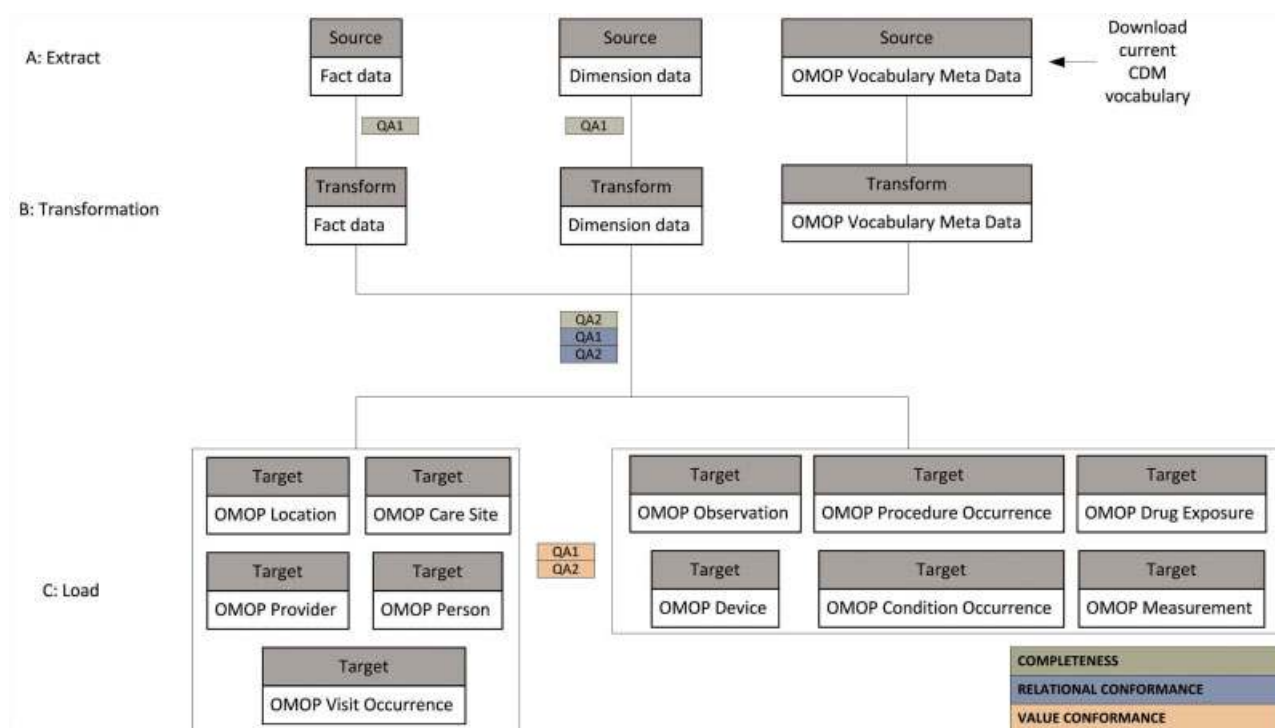 A: Extract
Source
Fact data
Source
Dimension data
Source
OMOP Vocabulary Meta Data
Download
current
CDM
vocabulary
QA1
QA1
B: Transformation
Transform
Fact data
Transform
Dimension data
Transform
OMOP Vocabulary Meta Data
QA2
QA1
QA2
C: Load
Target
OMOP Location
Target
OMOP Care Site
Target
OMOP Provider
Target
OMOP Person
Target
OMOP Visit Occurrence
QA1
QA2
Target
OMOP Observation
Target
OMOP Procedure Occurrence
Target
OMOP Drug Exposure
Target
OMOP Device
Target
OMOP Condition Occurrence
Target
OMOP Measurement
COMPLETENESS
RELATIONAL CONFORMANCE
VALUE CONFORMANCE